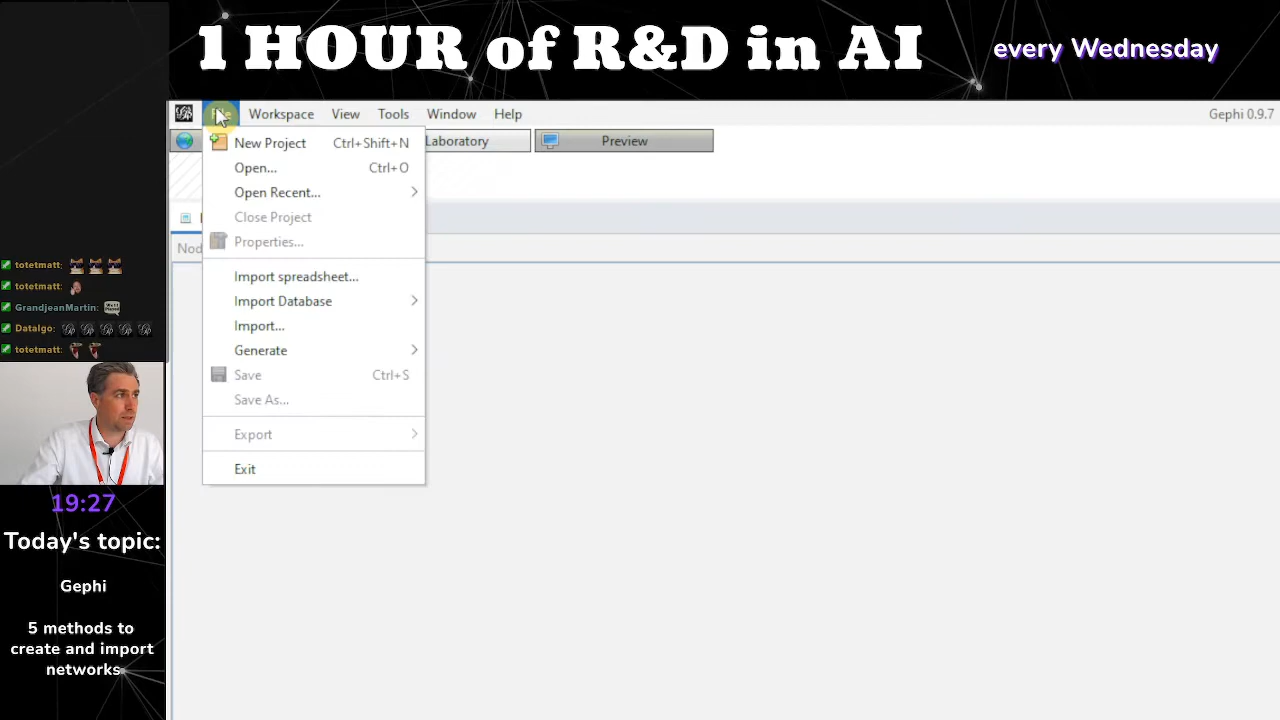 1 HOUR of R&D in AI
every Wednesday
Workspace View Tools Window Help
Gephi 0.9.7
Laboratory
Preview
New Project Ctrl+Shift+N
Open... Ctrl+O
Open Recent...
Close Project
Properties...
Import spreadsheet...
Import Database
Import...
Generate
Save Ctrl+S
Save As...
Export
Exit
totetmatt:
totetmatt:
GrandjeanMartin:
Datalgo:
totetmatt:
19:27
Today's topic:
Gephi
5 methods to
create and import
networks